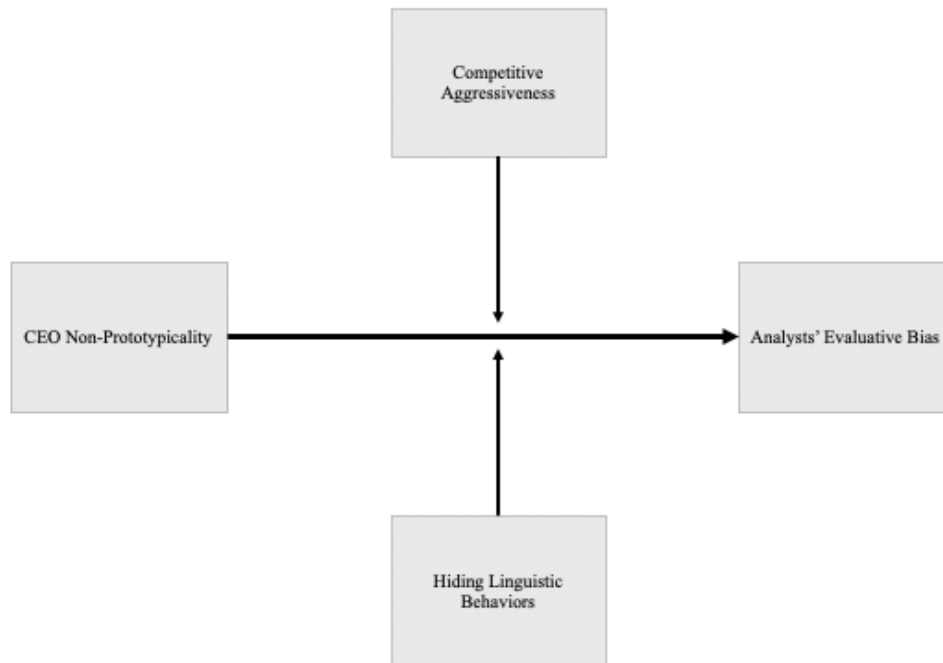 Competitive
Aggressiveness
CEO Non-Prototypicality
Analysts' Evaluative Bias
Hiding Linguistic
Behaviors